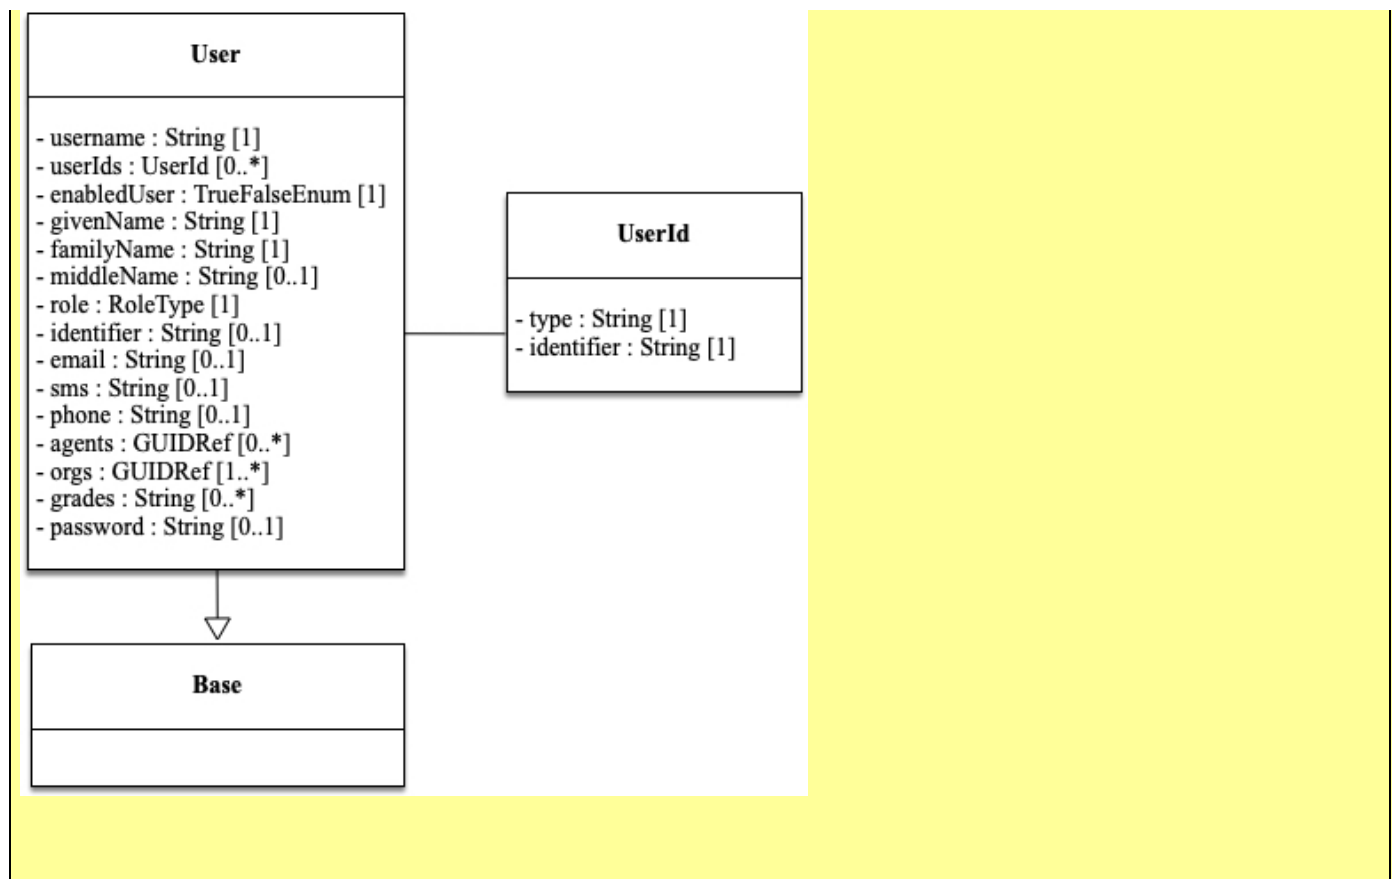 User
- username : String [1]
- userIds : UserId [0..*]
- enabledUser : TrueFalseEnum [1]
- givenName : String [1]
- familyName : String [1]
- middleName : String [0..1]
- role : RoleType [1]
- identifier : String [0..1]
- email : String [0..1]
- sms : String [0..1]
- phone : String [0..1]
- agents : GUIDRef [0..*]
- orgs : GUIDRef [1..*]
- grades : String [0..*]
- password : String [0..1]
UserId
- type : String [1]
- identifier : String [1]
Base